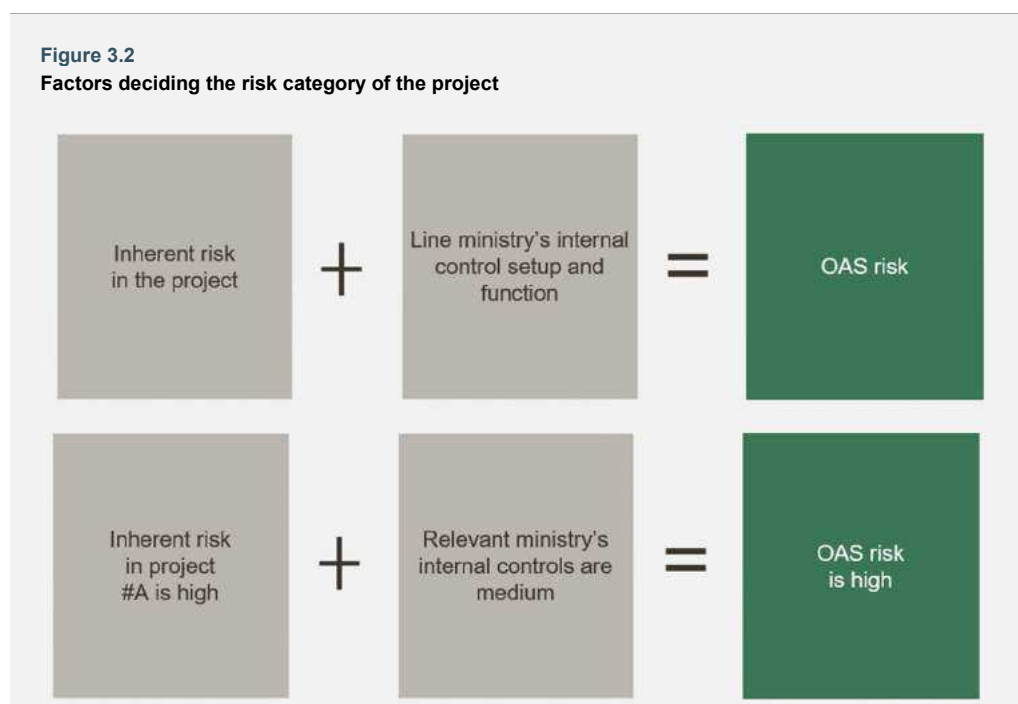 Figure 3.2
Factors deciding the risk category of the project
Inherent risk
in the project
+
Line ministry's internal
control setup and
function
=
OAS risk
Inherent risk
in project
#A is high
+
Relevant ministry's
internal controls are
medium
=
OAS risk
is high